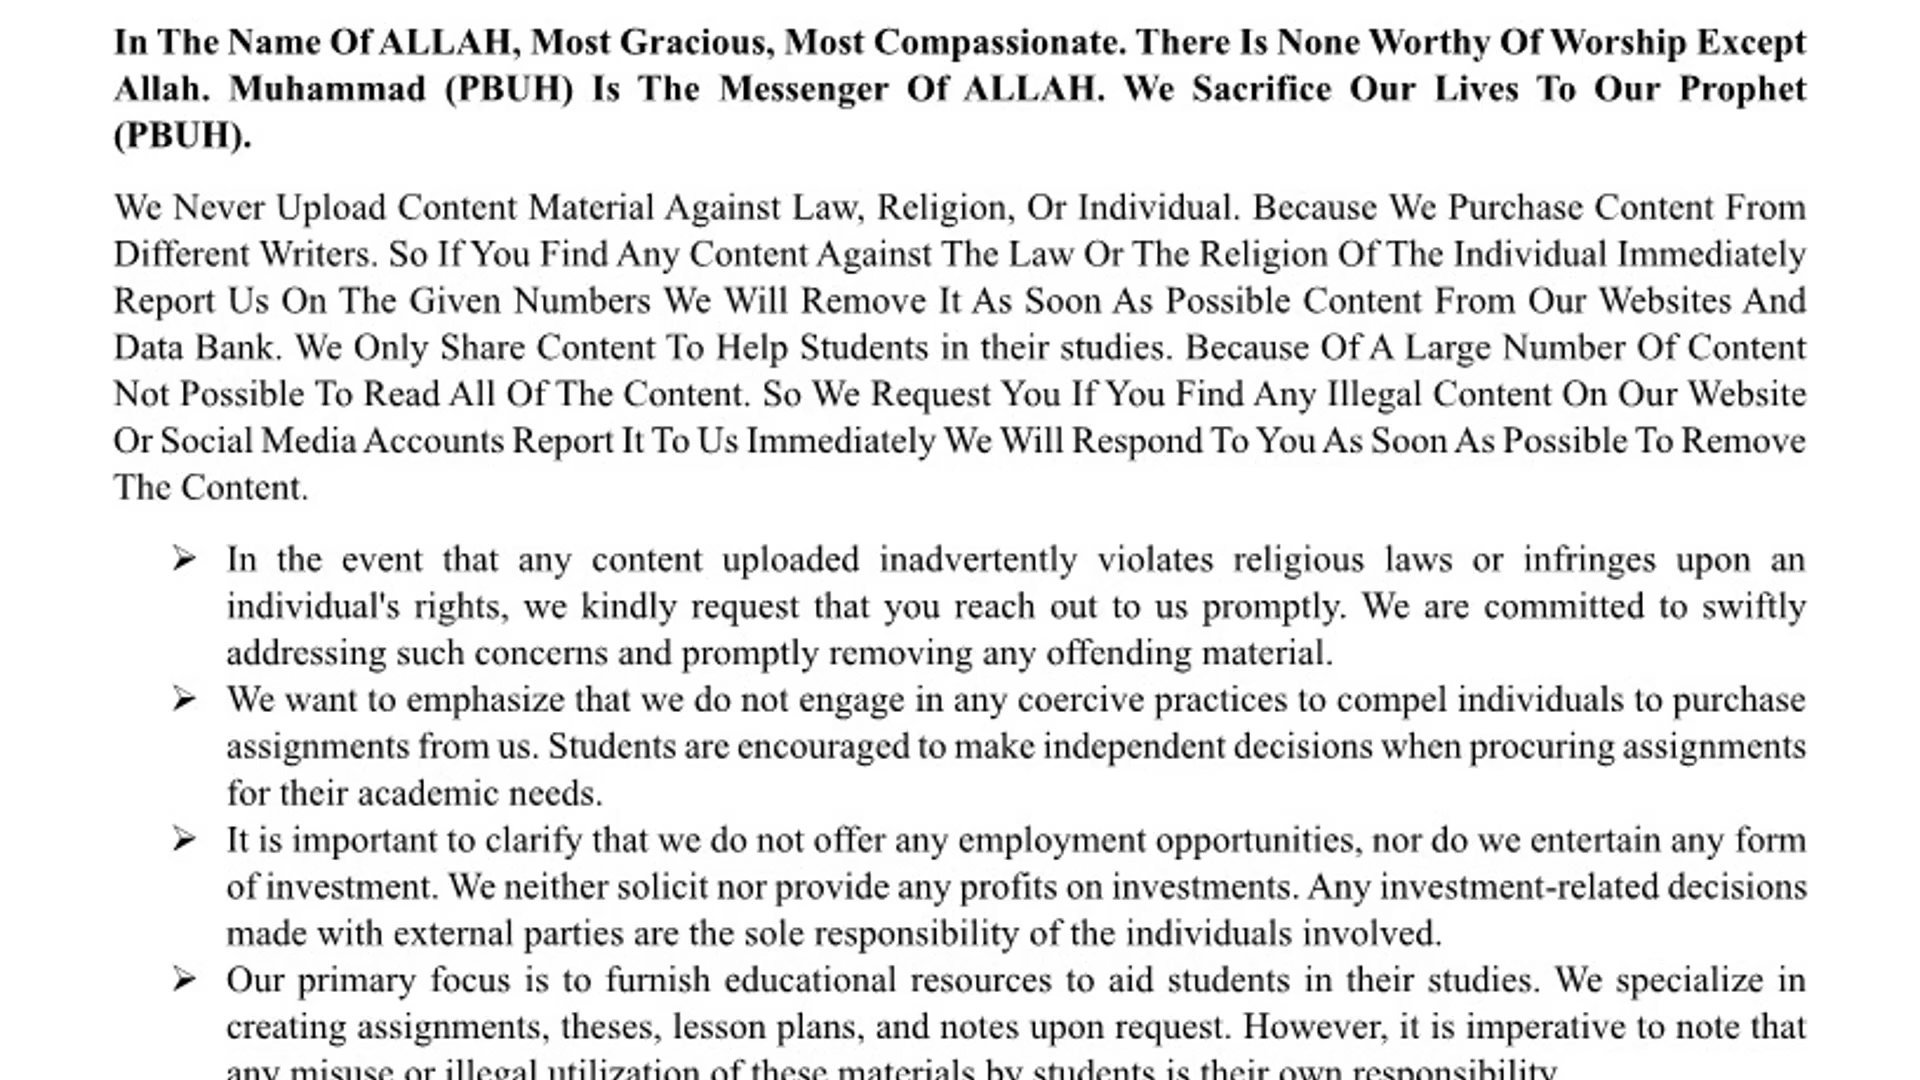 In The Name Of ALLAH, Most Gracious, Most Compassionate. There Is None Worthy Of Worship Except
Allah. Muhammad (PBUH) Is The Messenger Of ALLAH. We Sacrifice Our Lives To Our Prophet
(PBUH).
We Never Upload Content Material Against Law, Religion, Or Individual. Because We Purchase Content From
Different Writers. So If You Find Any Content Against The Law Or The Religion Of The Individual Immediately
Report Us On The Given Numbers We Will Remove It As Soon As Possible Content From Our Websites And
Data Bank. We Only Share Content To Help Students in their studies. Because Of A Large Number Of Content
Not Possible To Read All Of The Content. So We Request You If You Find Any Illegal Content On Our Website
Or Social Media Accounts Report It To Us Immediately We Will Respond To You As Soon As Possible To Remove
The Content.
➢ In the event that any content uploaded inadvertently violates religious laws or infringes upon an
individual's rights, we kindly request that you reach out to us promptly. We are committed to swiftly
addressing such concerns and promptly removing any offending material.
➢ We want to emphasize that we do not engage in any coercive practices to compel individuals to purchase
assignments from us. Students are encouraged to make independent decisions when procuring assignments
for their academic needs.
➢ It is important to clarify that we do not offer any employment opportunities, nor do we entertain any form
of investment. We neither solicit nor provide any profits on investments. Any investment-related decisions
made with external parties are the sole responsibility of the individuals involved.
➢ Our primary focus is to furnish educational resources to aid students in their studies. We specialize in
creating assignments, theses, lesson plans, and notes upon request. However, it is imperative to note that
any misuse or illegal utilization of these materials by students is their own responsibility.